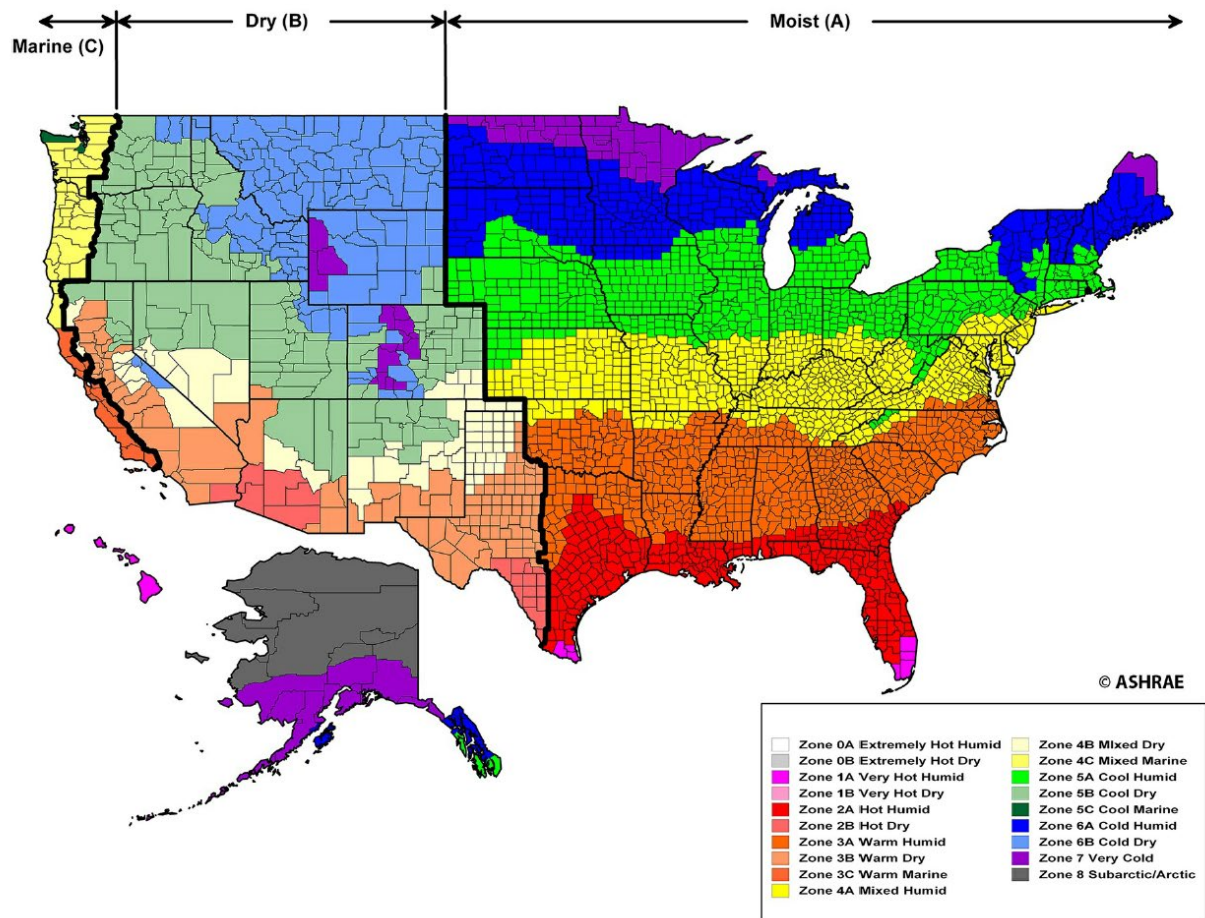 Dry (B)
Moist (A)
Marine (C)
© ASHRAE
Zone 0A Extremely Hot Humid
Zone 0B Extremely Hot Dry
Zone 1A Very Hot Humid
Zone 1B Very Hot Dry
Zone 2A Hot Humid
Zone 2B Hot Dry
Zone 3A Warm Humid
Zone 3B Warm Dry
Zone 3C Warm Marine
Zone 4A Mixed Humid
Zone 4B MIxed Dry
Zone 4C Mixed Marine
Zone 5A Cool Humid
Zone 5B Cool Dry
Zone 5C Cool Marine
Zone 6A Cold Humid
Zone 6B Cold Dry
Zone 7 Very Cold
Zone 8 Subarctic/Arctic